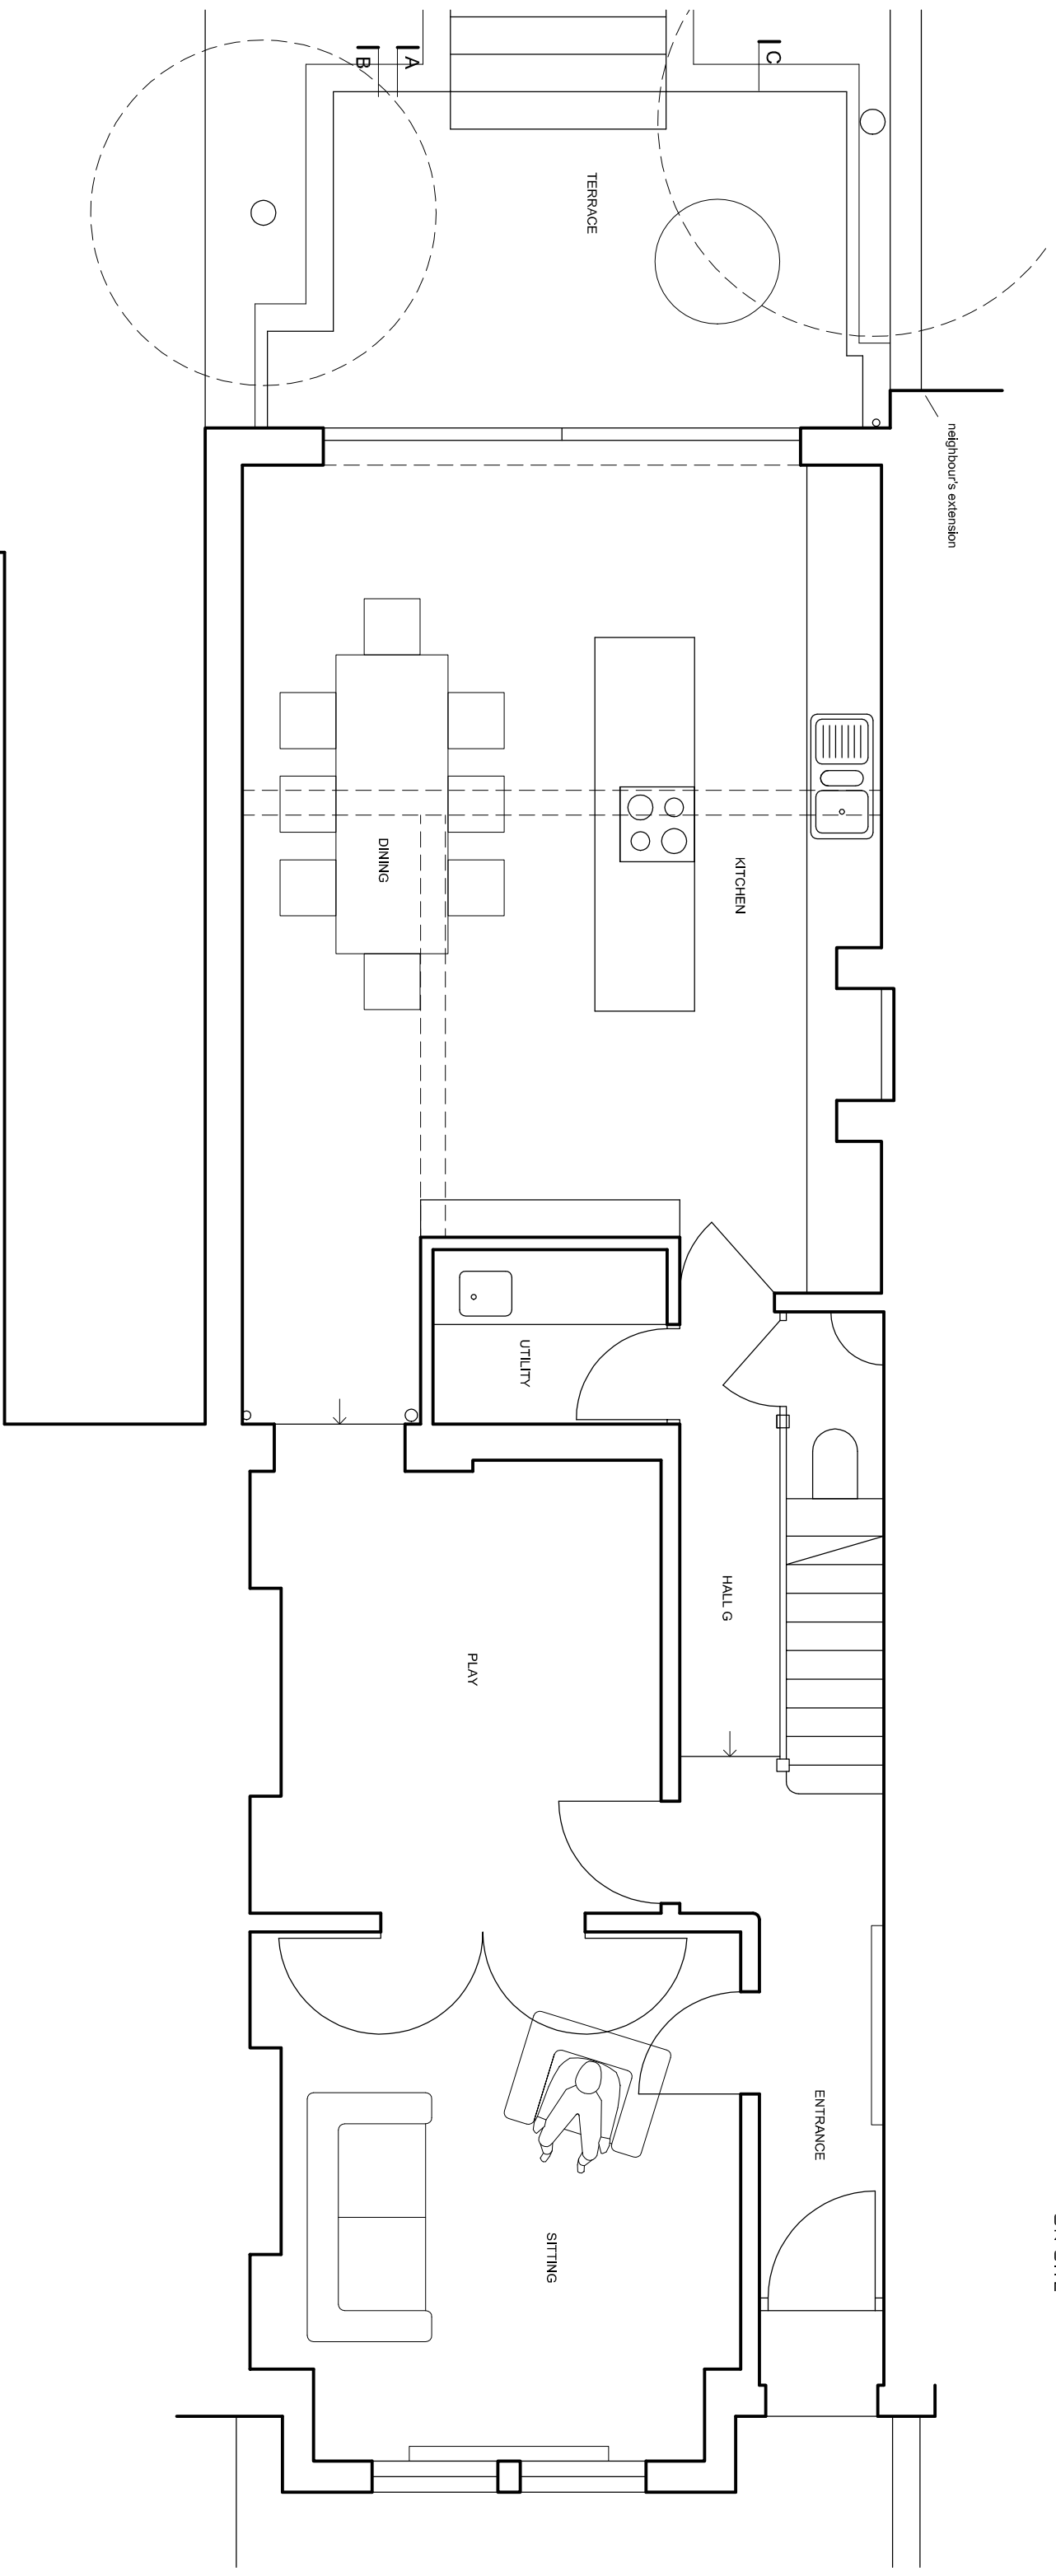 B
A
C
TERRACE
neighbour's extension
DINING
KITCHEN
UTILITY
HALL G
PLAY
ENTRANCE
SITTING